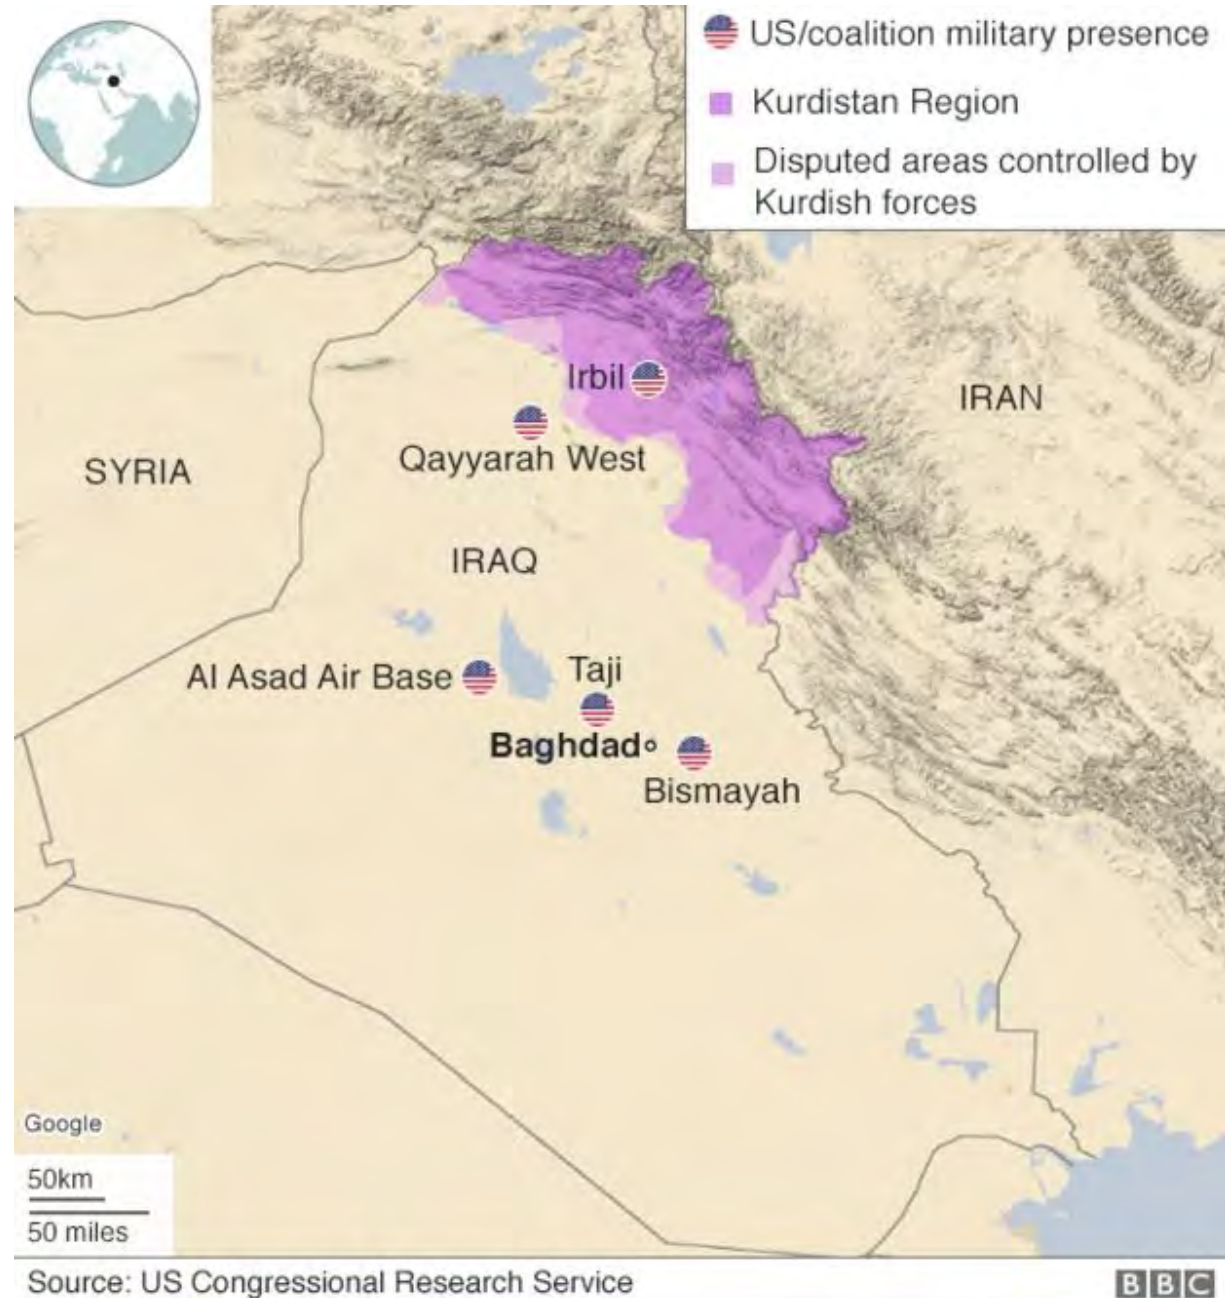 US/coalition military presence
Kurdistan Region
Disputed areas controlled by
Kurdish forces
Irbil
IRAN
Qayyarah West
SYRIA
IRAQ
Al Asad Air Base
Taji
Baghdad
Bismayah
Google
50km
50 miles
Source: US Congressional Research Service
BBC